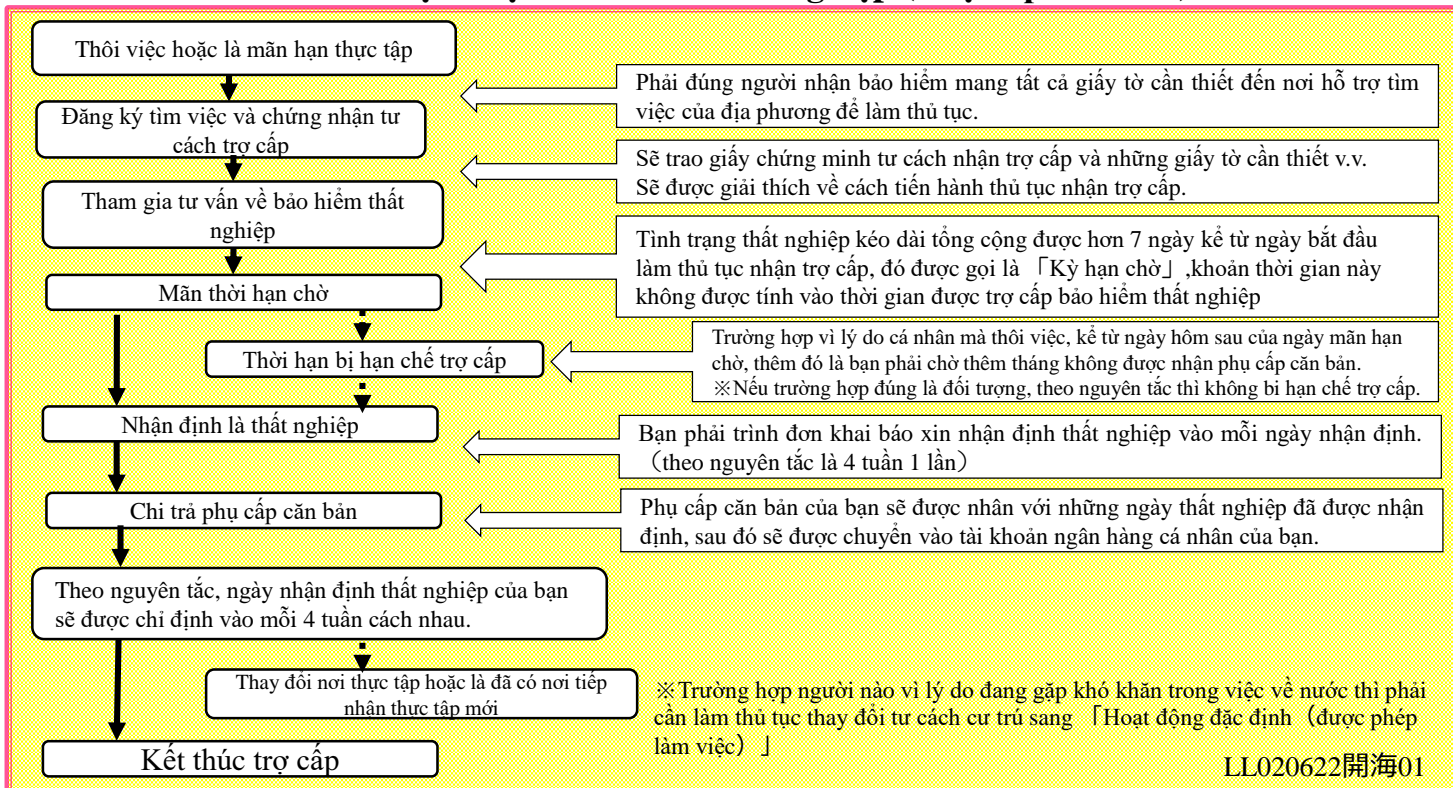 Thôi việc hoặc là mãn hạn thực tập
Phải đúng người nhận bảo hiểm mang tất cả giấy tờ cần thiết đến nơi hỗ trợ tìm
việc của địa phương để làm thủ tục.
Đăng ký tìm việc và chứng nhận tư
cách trợ cấp
Sẽ trao giấy chứng minh tư cách nhận trợ cấp và những giấy tờ cần thiết v.v.
Sẽ được giải thích về cách tiến hành thủ tục nhận trợ cấp.
Tham gia tư vấn về bảo hiểm thất
nghiệp
Tình trạng thất nghiệp kéo dài tổng cộng được hơn 7 ngày kể từ ngày bắt đầu
làm thủ tục nhận trợ cấp, đó được gọi là 「Kỳ hạn chờ」,khoản thời gian này
không được tính vào thời gian được trợ cấp bảo hiểm thất nghiệp
Mãn thời hạn chờ
Trường hợp vì lý do cá nhân mà thôi việc, kể từ ngày hôm sau của ngày mãn hạn
chờ, thêm đó là bạn phải chờ thêm tháng không được nhận phụ cấp căn bản.
※Nếu trường hợp đúng là đối tượng, theo nguyên tắc thì không bi hạn chế trợ cấp.
Thời hạn bị hạn chế trợ cấp
Nhận định là thất nghiệp
Bạn phải trình đơn khai báo xin nhận định thất nghiệp vào mỗi ngày nhận định.
(theo nguyên tắc là 4 tuần 1 lần)
Chi trả phụ cấp căn bản
Phụ cấp căn bản của bạn sẽ được nhân với những ngày thất nghiệp đã được nhận
định, sau đó sẽ được chuyển vào tài khoản ngân hàng cá nhân của bạn.
Theo nguyên tắc, ngày nhận định thất nghiệp của bạn
sẽ được chỉ định vào mỗi 4 tuần cách nhau.
Thay đổi nơi thực tập hoặc là đã có nơi tiếp
nhận thực tập mới
※Trường hợp người nào vì lý do đang gặp khó khăn trong việc về nước thì phải
cần làm thủ tục thay đổi tư cách cư trú sang 「Hoạt động đặc định(được phép
làm việc)」
Kết thúc trợ cấp
LL020622開海01